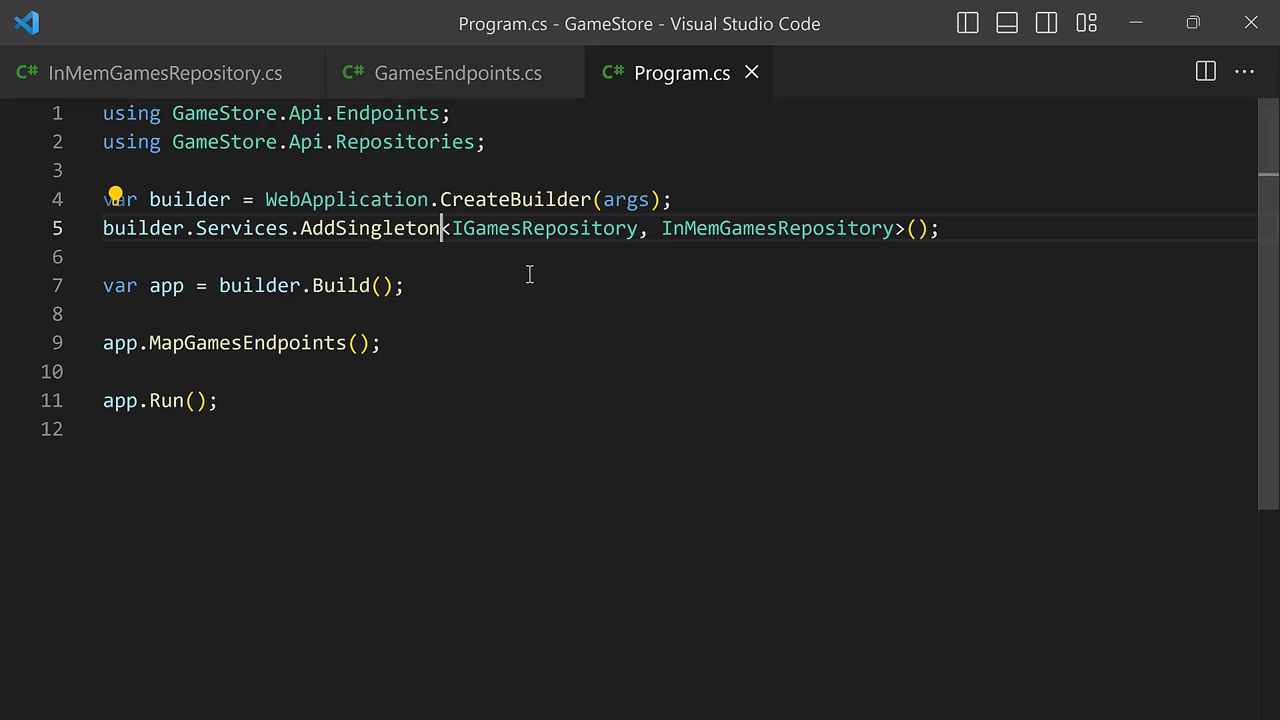 Program.cs - GameStore - Visual Studio Code
C# InMemGamesRepository.cs C# GamesEndpoints.cs C# Program.cs
1 using GameStore.Api.Endpoints;
2 using GameStore.Api.Repositories;
3
4 var builder = WebApplication.CreateBuilder(args);
5 builder.Services.AddSingleton<IGamesRepository, InMemGamesRepository>();
6
7 var app = builder.Build();
8
9 app.MapGamesEndpoints();
10
11 app.Run();
12